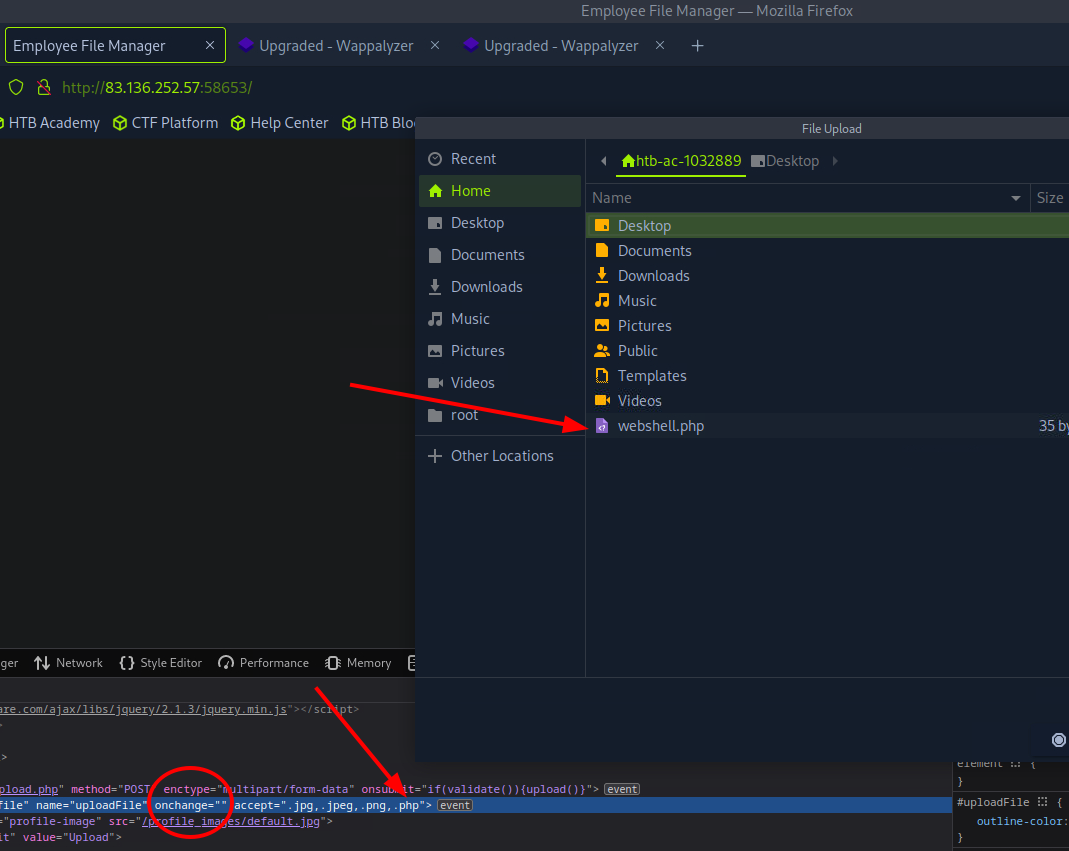 Employee File Manager — Mozilla Firefox
Employee File Manager × Upgraded - Wappalyzer × Upgraded - Wappalyzer × +
http://83.136.252.57:58653/
HTB Academy CTF Platform Help Center HTB Blo
File Upload
Recent
Home
Desktop
Documents
Downloads
Music
Pictures
Videos
root
Other Locations
htb-ac-1032889 Desktop
Name Size
Desktop
Documents
Downloads
Music
Pictures
Public
Templates
Videos
webshell.php 35 by
ger Network Style Editor Performance Memory
are.com/ajax/libs/jquery/2.1.3/jquery.min.js"></script>
>
>
pload.php" method="POST" enctype="multipart/form-data" onsubmit="if(validate()){upload()}"> event
file" name="uploadFile" onchange="" accept=".jpg,.jpeg,.png,.php"> event
="profile-image" src="/profile_images/default.jpg">
it" value="Upload">
element {
}
#uploadFile {
outline-color:
}